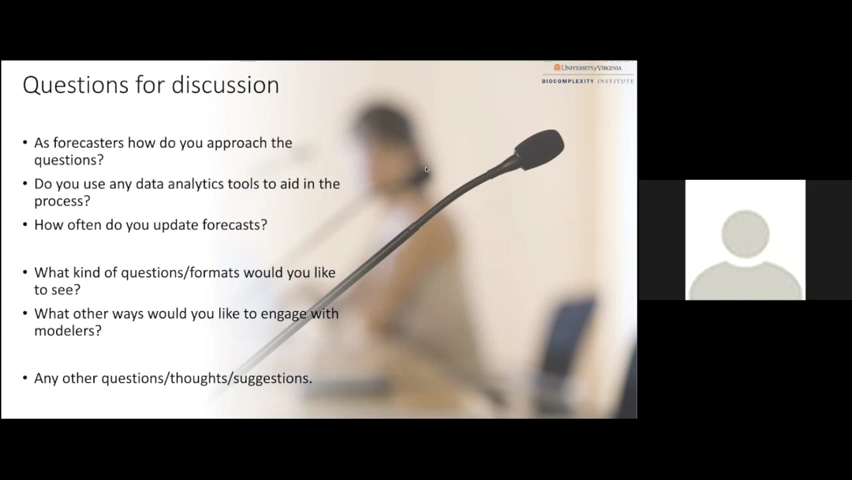 Questions for discussion
UNIVERSITY of VIRGINIA
BIOCOMPLEXITY INSTITUTE
• As forecasters how do you approach the
questions?
• Do you use any data analytics tools to aid in the
process?
• How often do you update forecasts?
• What kind of questions/formats would you like
to see?
• What other ways would you like to engage with
modelers?
• Any other questions/thoughts/suggestions.